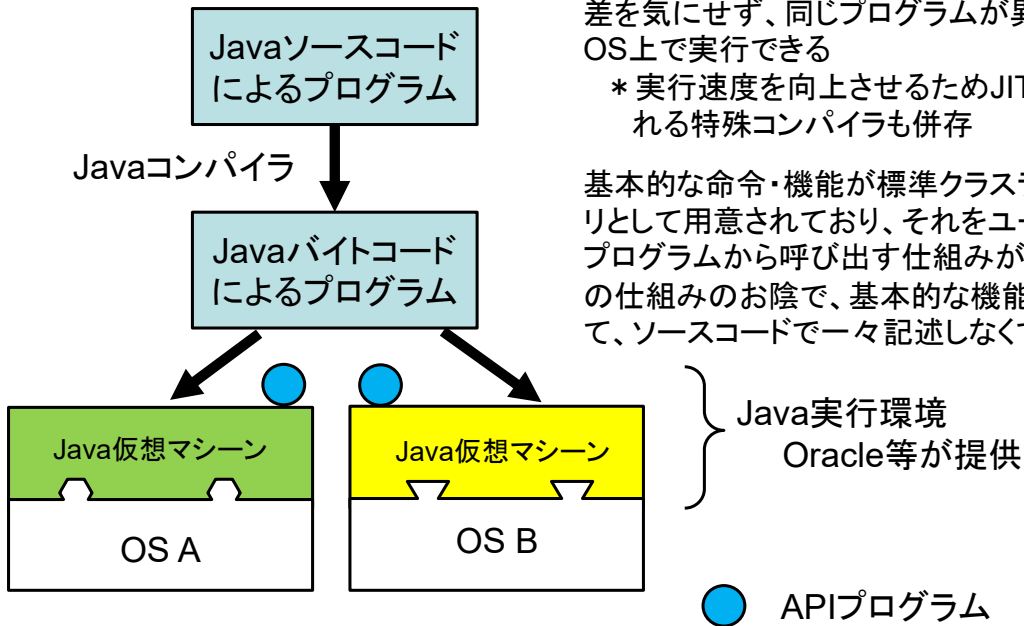 Javaソースコード
によるプログラム
Javaコンパイラ
Javaバイトコード
によるプログラム
差を気にせず、同じプログラムが異
OS上で実行できる
＊実行速度を向上させるためJIT
れる特殊コンパイラも併存
基本的な命令・機能が標準クラスラ
リとして用意されており、それをユー
プログラムから呼び出す仕組みが
の仕組みのお陰で、基本的な機能
て、ソースコードで一々記述しなくて
Java仮想マシーン
Java仮想マシーン
OS A
OS B
Java実行環境
Oracle等が提供
APIプログラム